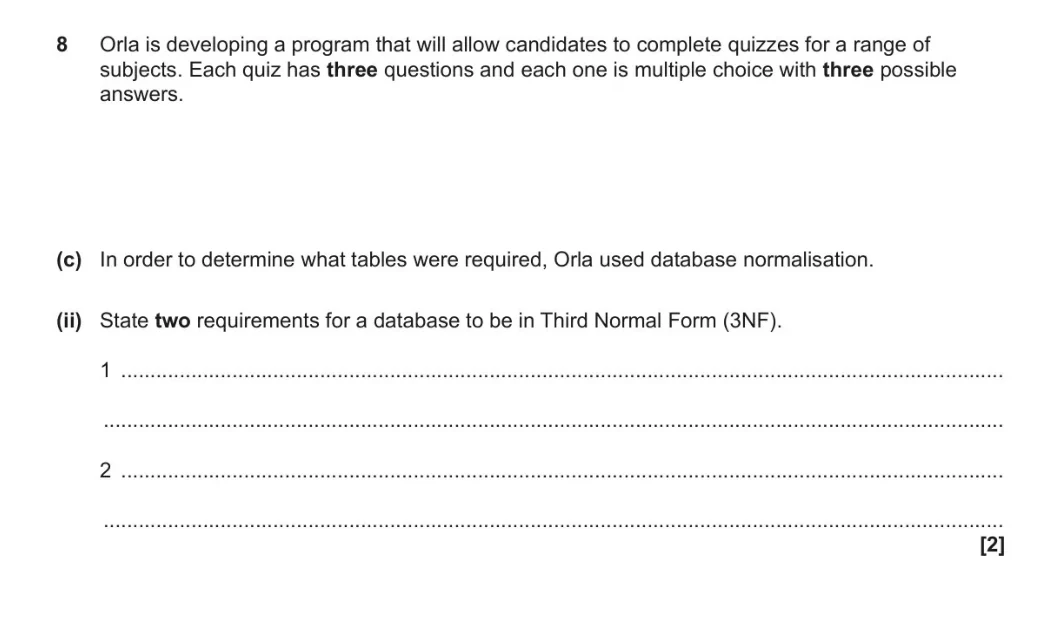 8 Orla is developing a program that will allow candidates to complete quizzes for a range of
subjects. Each quiz has three questions and each one is multiple choice with three possible
answers.
(c) In order to determine what tables were required, Orla used database normalisation.
(ii) State two requirements for a database to be in Third Normal Form (3NF).
1 ........................................................................................................
........................................................................................................
2 ........................................................................................................
........................................................................................................
[2]